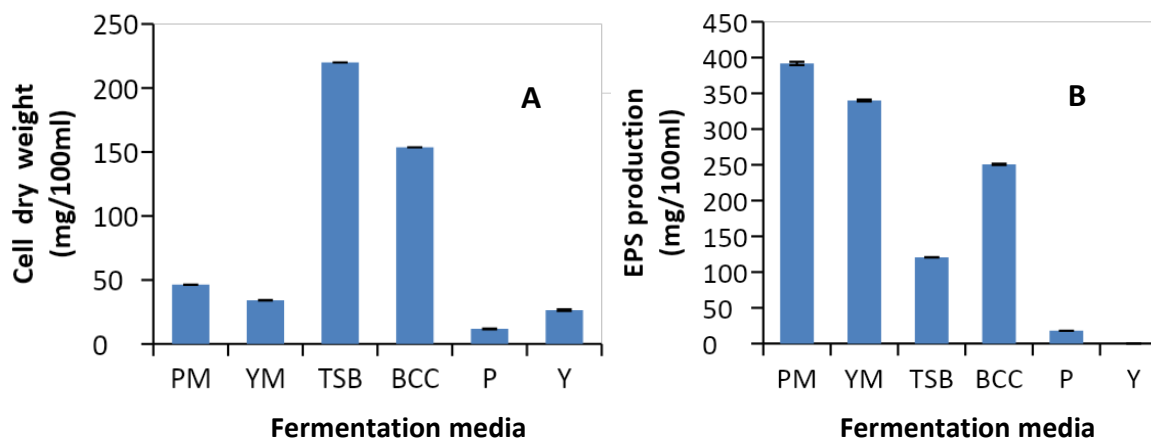 Cell dry weight
(mg/100ml)
250
200
150
100
50
0
A
PM YM TSB BCC P Y
Fermentation media
EPS production
(mg/100ml)
450
400
350
300
250
200
150
100
50
0
B
PM YM TSB BCC P Y
Fermentation media